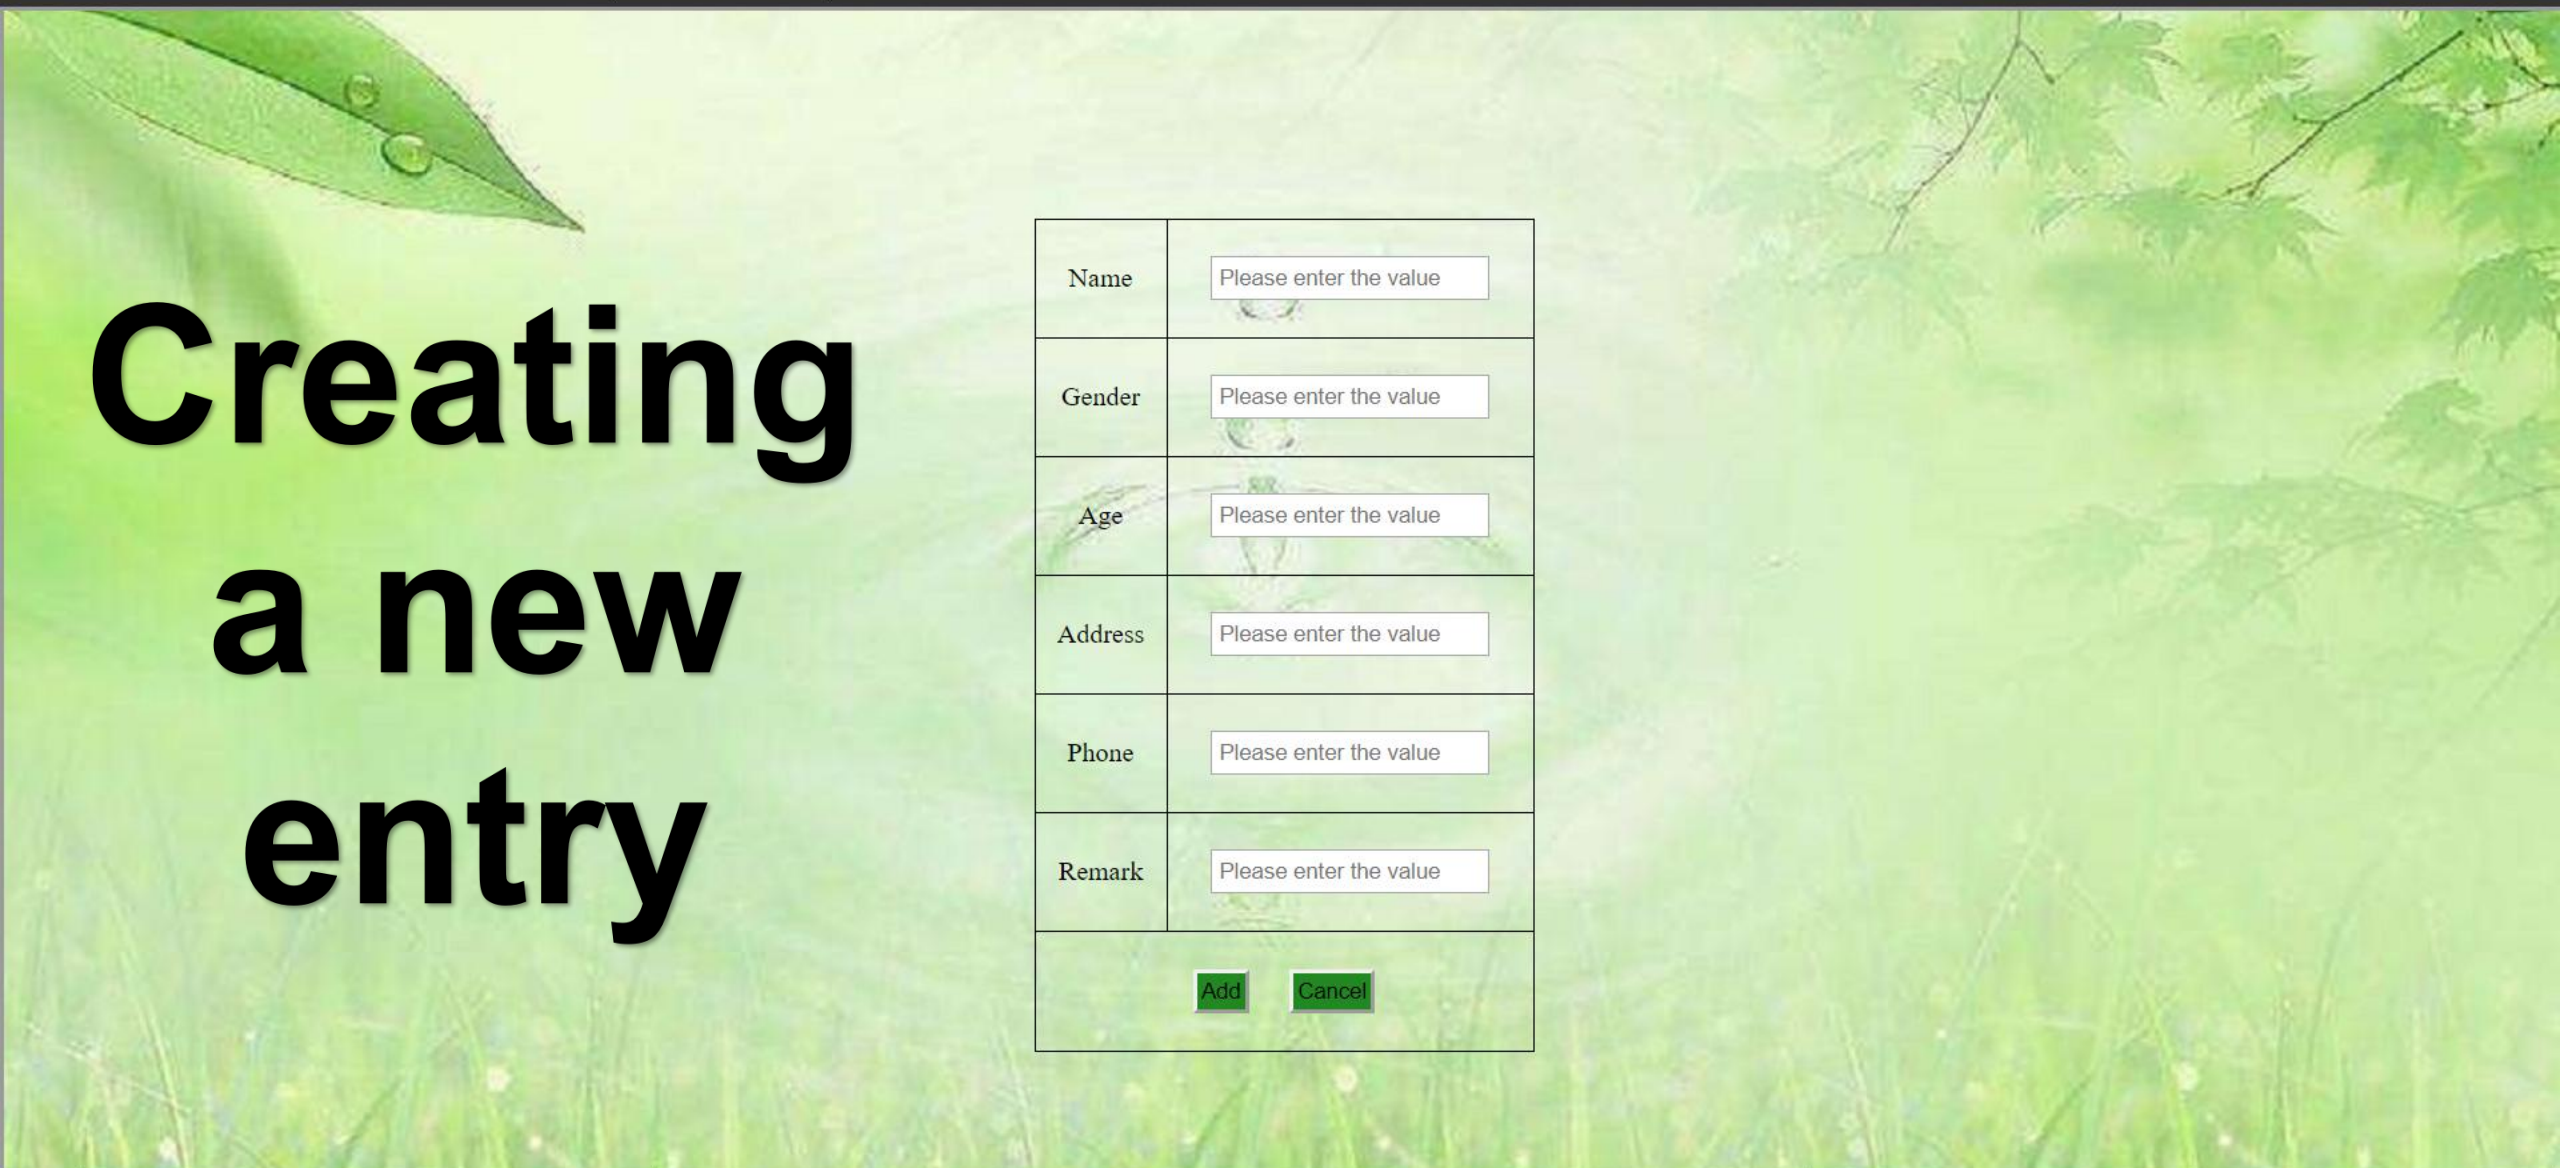 Creating
a new
entry
Name Please enter the value
Gender Please enter the value
Age Please enter the value
Address Please enter the value
Phone Please enter the value
Remark Please enter the value
Add Cancel